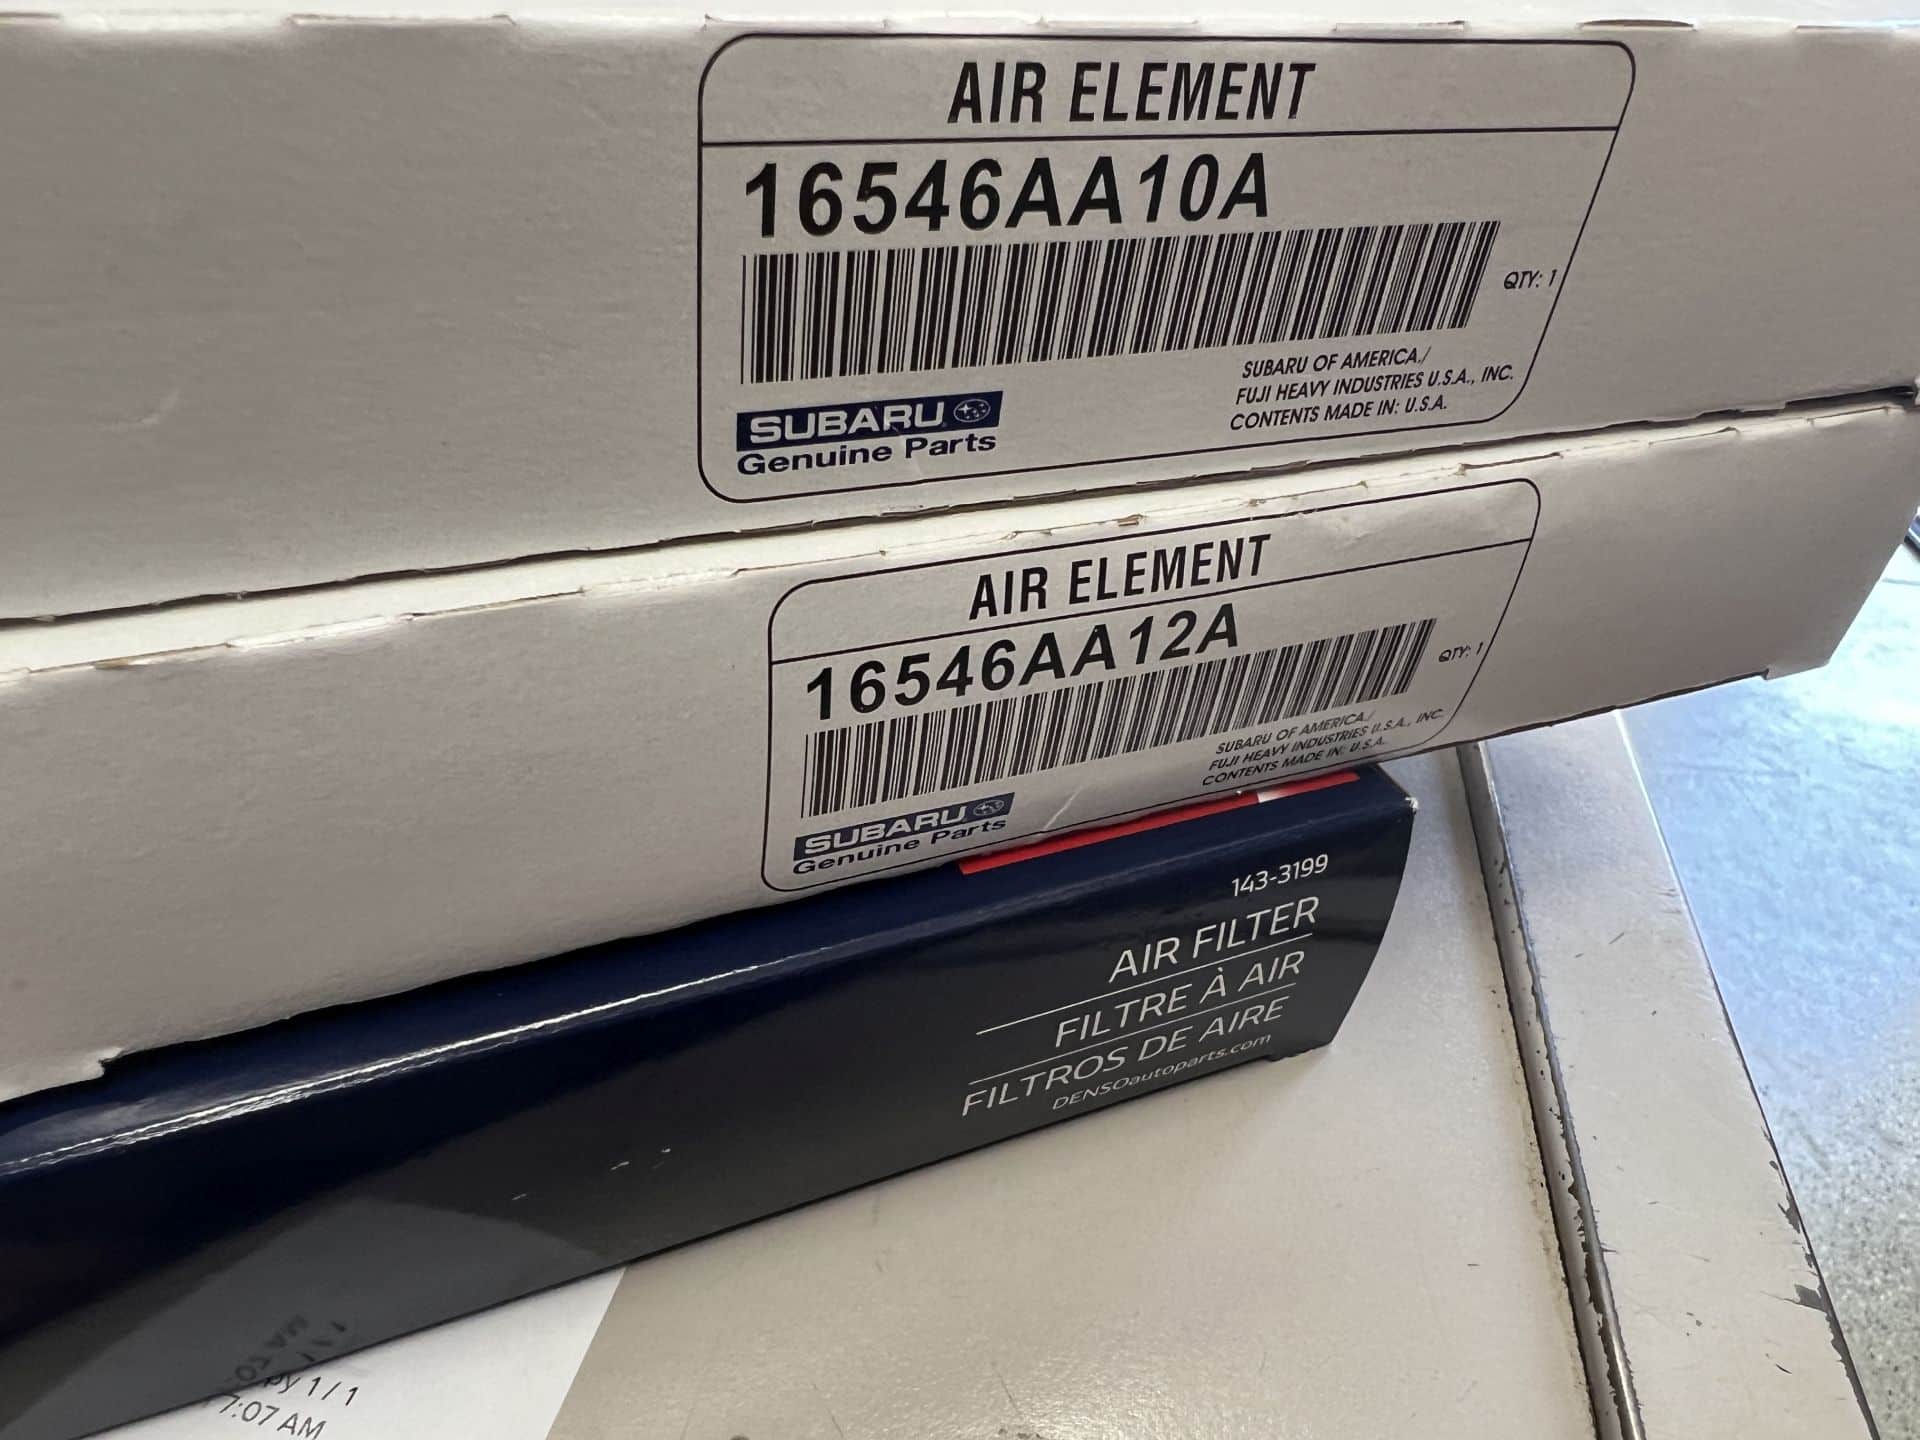 AIR ELEMENT
16546AA10A
QTY: 1
SUBARU OF AMERICA./
FUJI HEAVY INDUSTRIES U.S.A., INC.
CONTENTS MADE IN: U.S.A.
SUBARU
Genuine Parts
AIR ELEMENT
16546AA12A
QTY: 1
SUBARU OF AMERICA./
FUJI HEAVY INDUSTRIES U.S.A., INC.
CONTENTS MADE IN: U.S.A.
SUBARU
Genuine Parts
143-3199
AIR FILTER
FILTRE À AIR
FILTROS DE AIRE
DENSOautoparts.com
1 / 1
7:07 AM